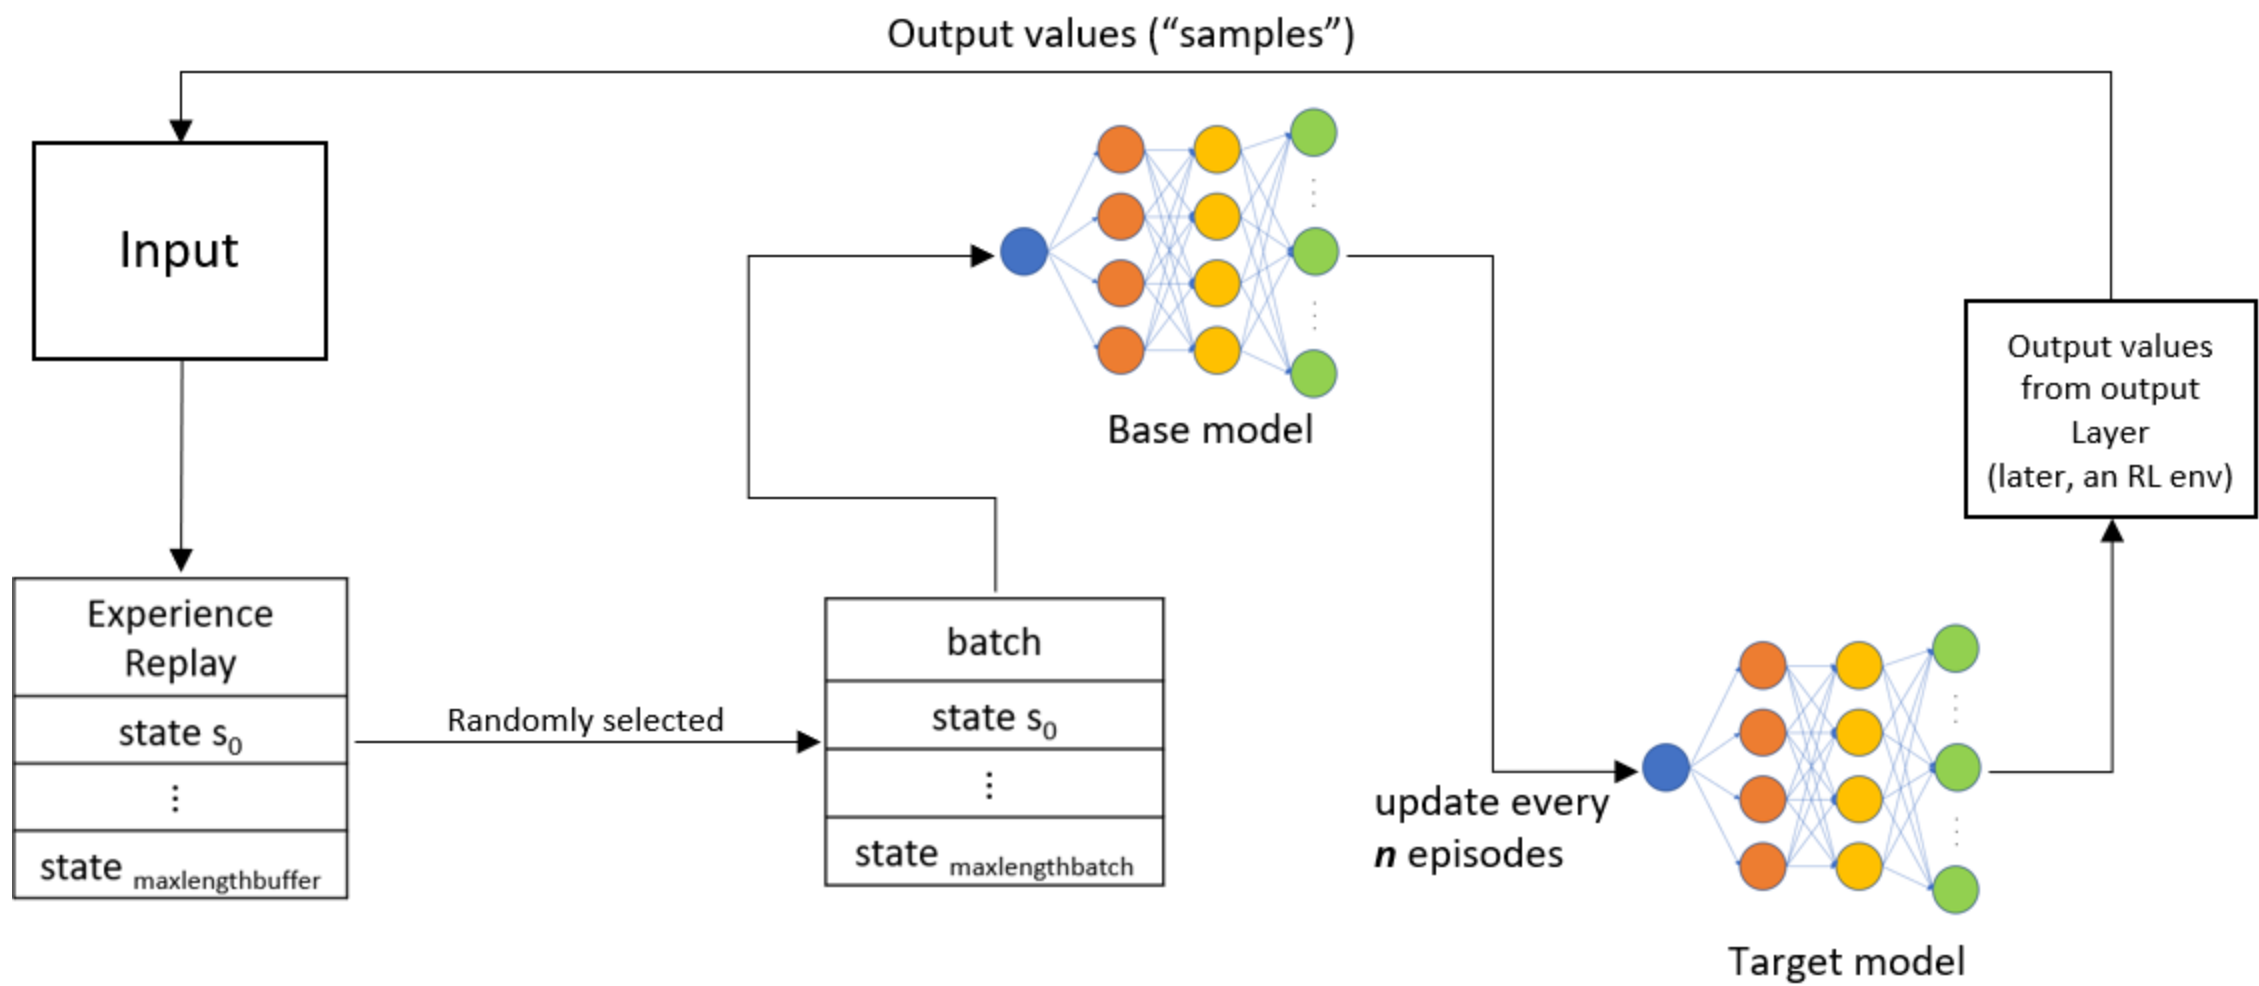 Output values (“samples”)
Input
Base model
Output values
from output
Layer
(later, an RL env)
Experience
Replay
state s0
⋮
state maxlengthbuffer
Randomly selected
batch
state s0
⋮
state maxlengthbatch
update every
n episodes
Target model